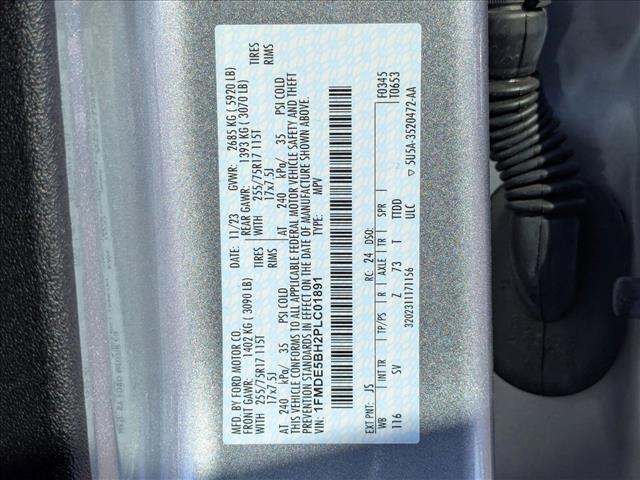 MFD. BY FORD MOTOR CO.
DATE: 11/23 GVWR: 2685 KG ( 5920 LB)
FRONT GAWR: 1402 KG ( 3090 LB) REAR GAWR: 1393 KG ( 3070 LB)
WITH 255/75R17 115T TIRES WITH 255/75R17 115T TIRES
17x7.5J RIMS 17x7.5J RIMS
AT 240 kPa/ 35 PSI COLD AT 240 kPa/ 35 PSI COLD
THIS VEHICLE CONFORMS TO ALL APPLICABLE FEDERAL MOTOR VEHICLE SAFETY AND THEFT
PREVENTION STANDARDS IN EFFECT ON THE DATE OF MANUFACTURE SHOWN ABOVE.
VIN: 1FMDE5BH2PLC01891 TYPE: MPV
F0345
T0653
EXT PNT: JS RC: 24 DSO:
WB INT TR TP/PS R AXLE TR SPR
116 SV Z 73 T TTDD
3202311171156 ULC 5U5A-3520472-AA